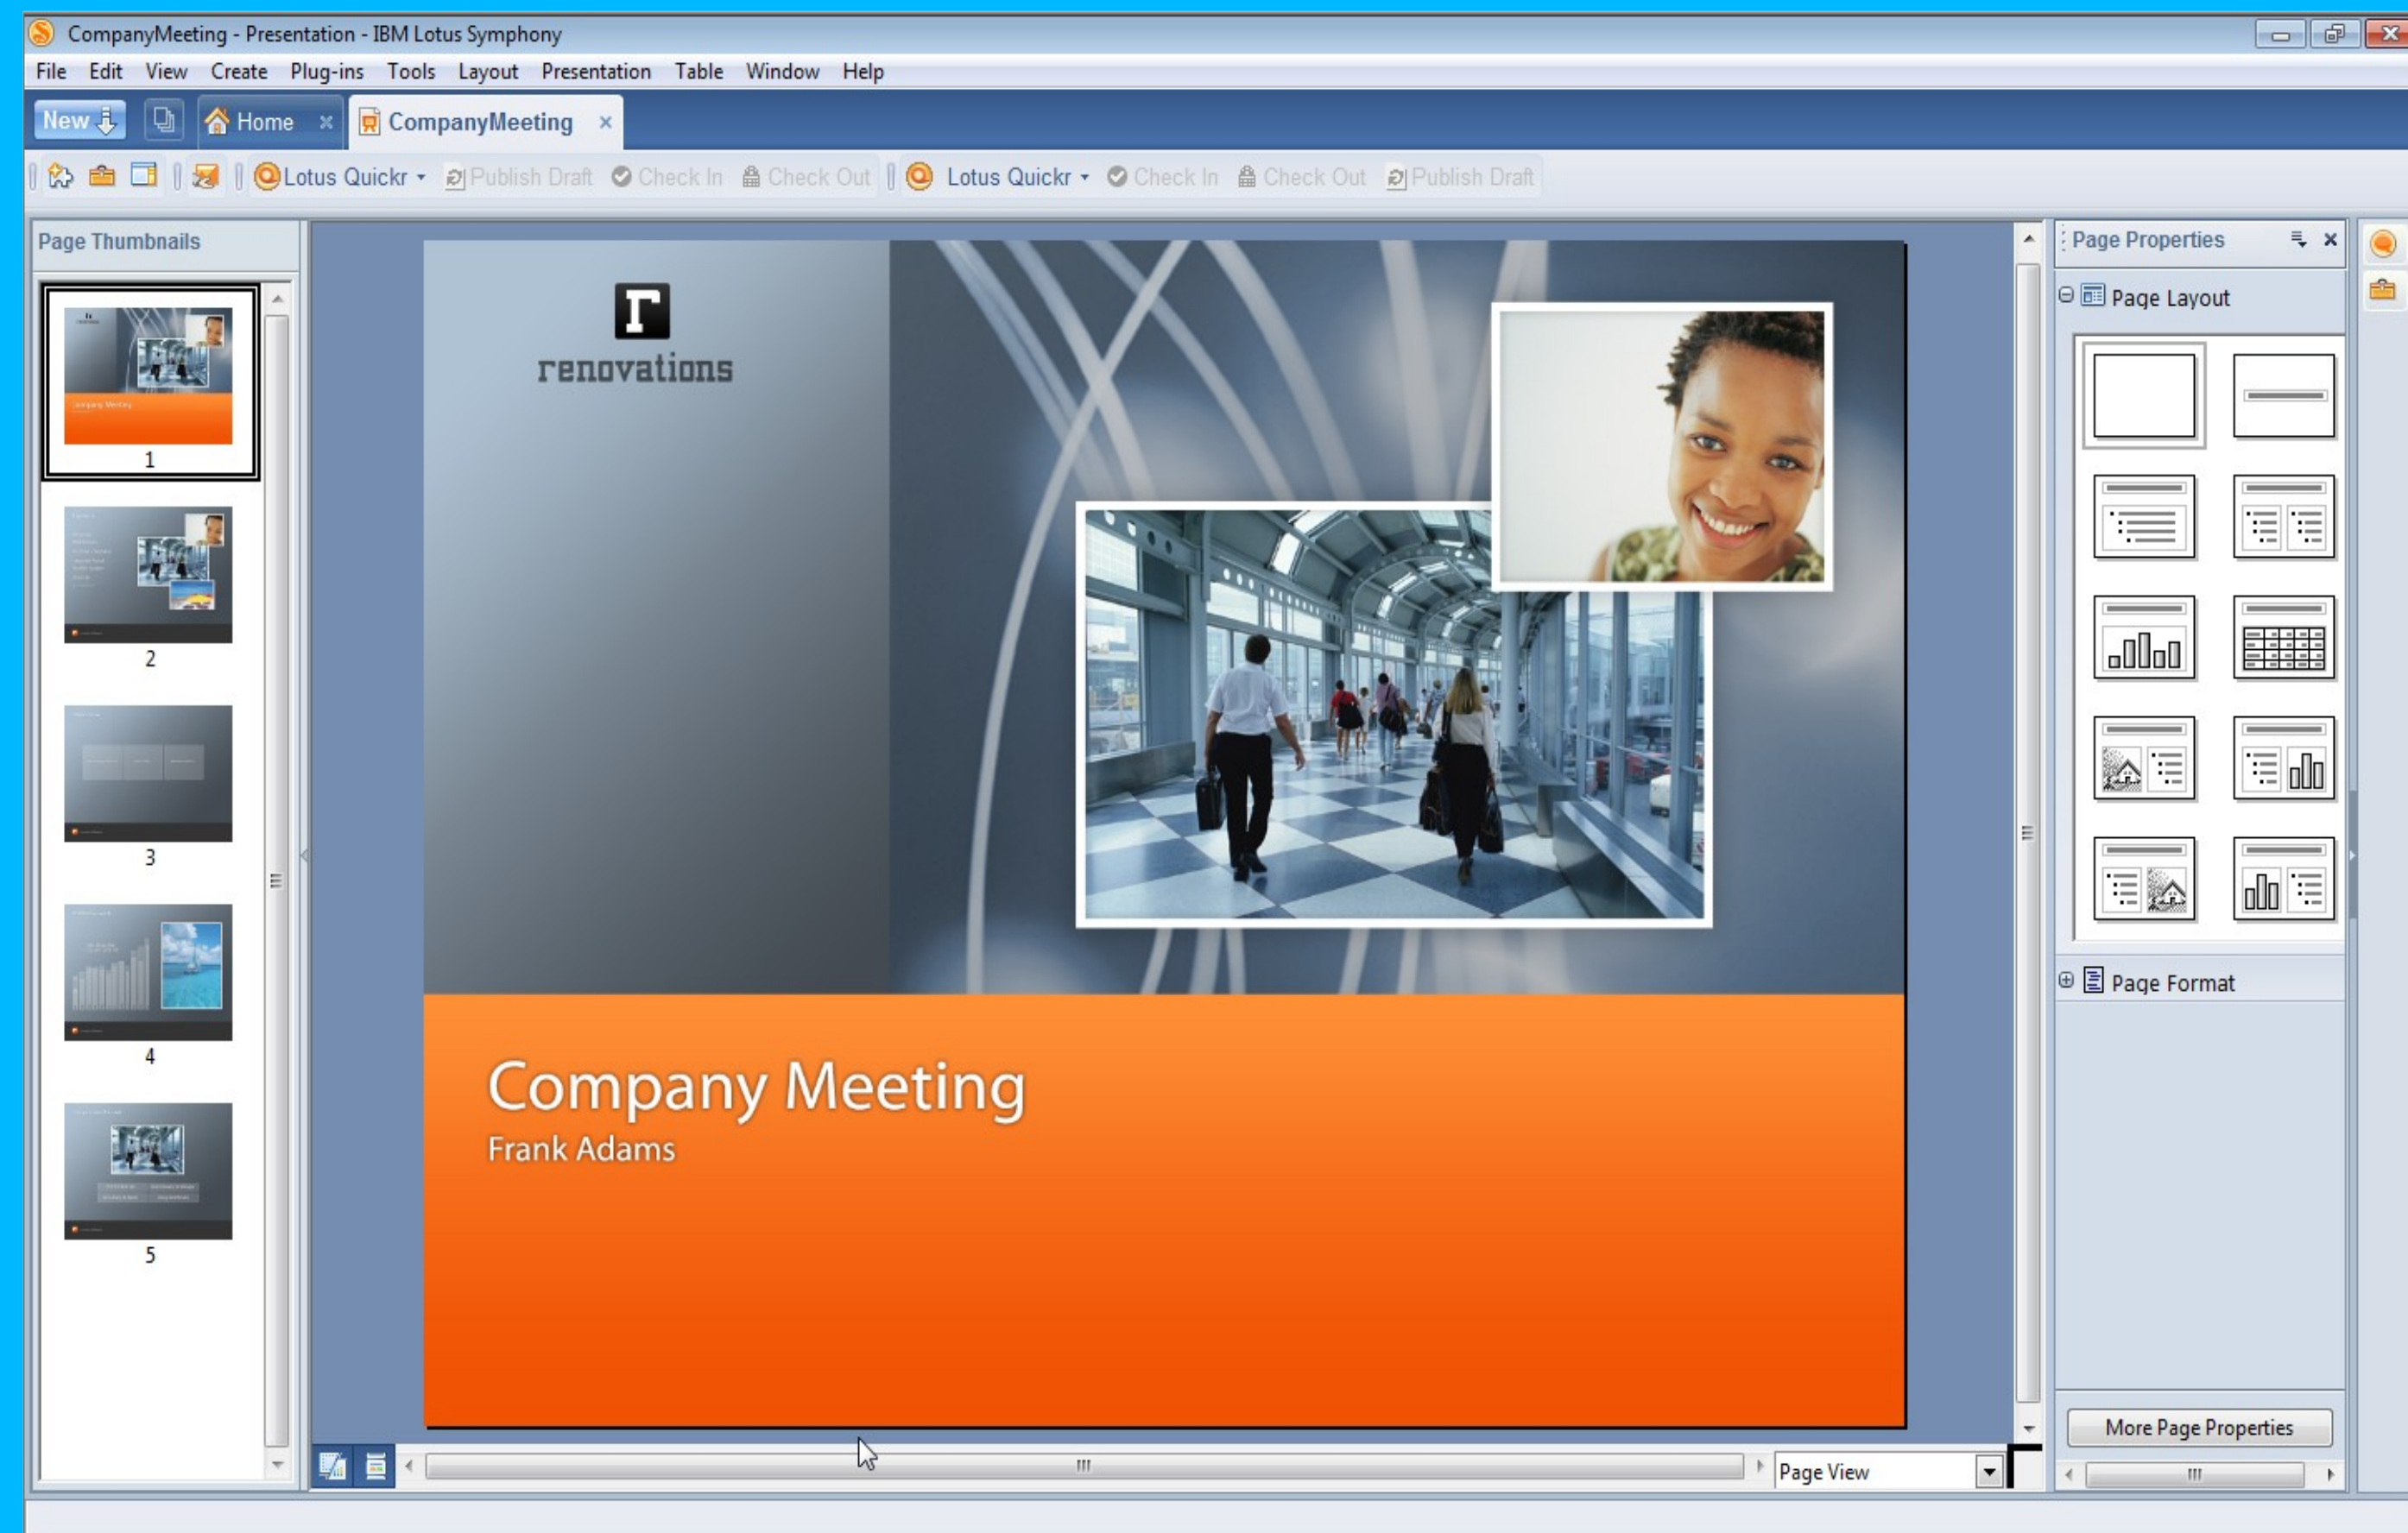 CompanyMeeting - Presentation - IBM Lotus Symphony
File Edit View Create Plug-ins Tools Layout Presentation Table Window Help
New Home CompanyMeeting
Lotus Quickr Publish Draft Check In Check Out Lotus Quickr Check In Check Out Publish Draft
Page Thumbnails
Company Meeting
1
2
3
4
5
r
renovations
Company Meeting
Frank Adams
Page View
Page Properties
Page Layout
Page Format
More Page Properties